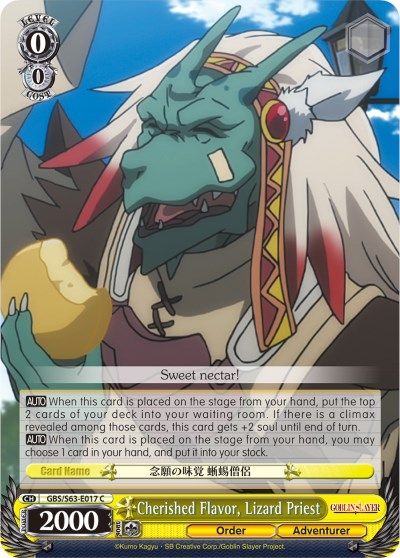 LEVEL
0
0
COST
Sweet nectar!
AUTO When this card is placed on the stage from your hand, put the top
2 cards of your deck into your waiting room. If there is a climax
revealed among those cards, this card gets +2 soul until end of turn.
AUTO When this card is placed on the stage from your hand, you may
choose 1 card in your hand, and put it into your stock.
Card Name 念願の味覚 蜥蜴僧侶
CH GBS/S63-E017 C
2000
Cherished Flavor, Lizard Priest
GOBLIN SLAYER
Order Adventurer
©Kumo Kagyu・SB Creative Corp./Goblin Slayer Project.